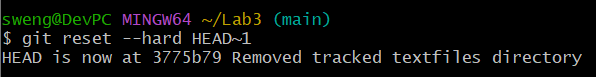 sweng@DevPC MINGW64 ~/Lab3 (main)
$ git reset --hard HEAD~1
HEAD is now at 3775b79 Removed tracked textfiles directory